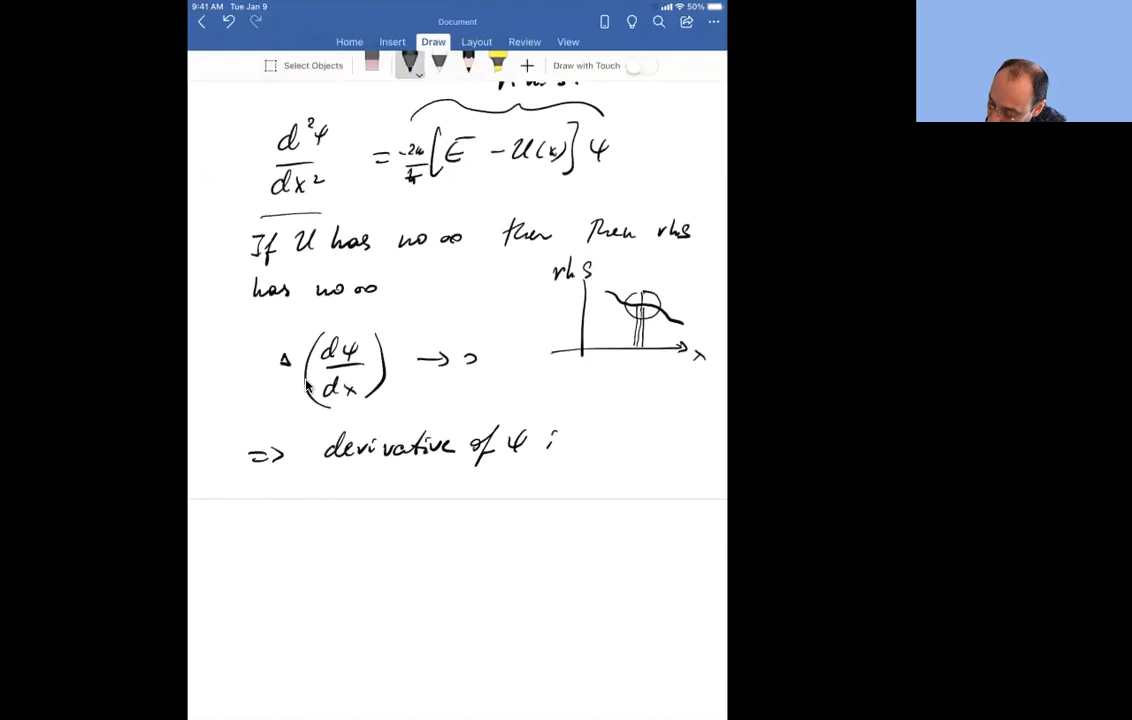 9:41 AM Tue Jan 9
50%
Document
Home Insert Draw Layout Review View
Select Objects
Draw with Touch
d²ψ/dx² = -2m/ħ [E - U(x)] ψ
If U has no ∞ then then rhs
has no ∞
rhs
x
Δ (dψ/dx) →
=> derivative of ψ i